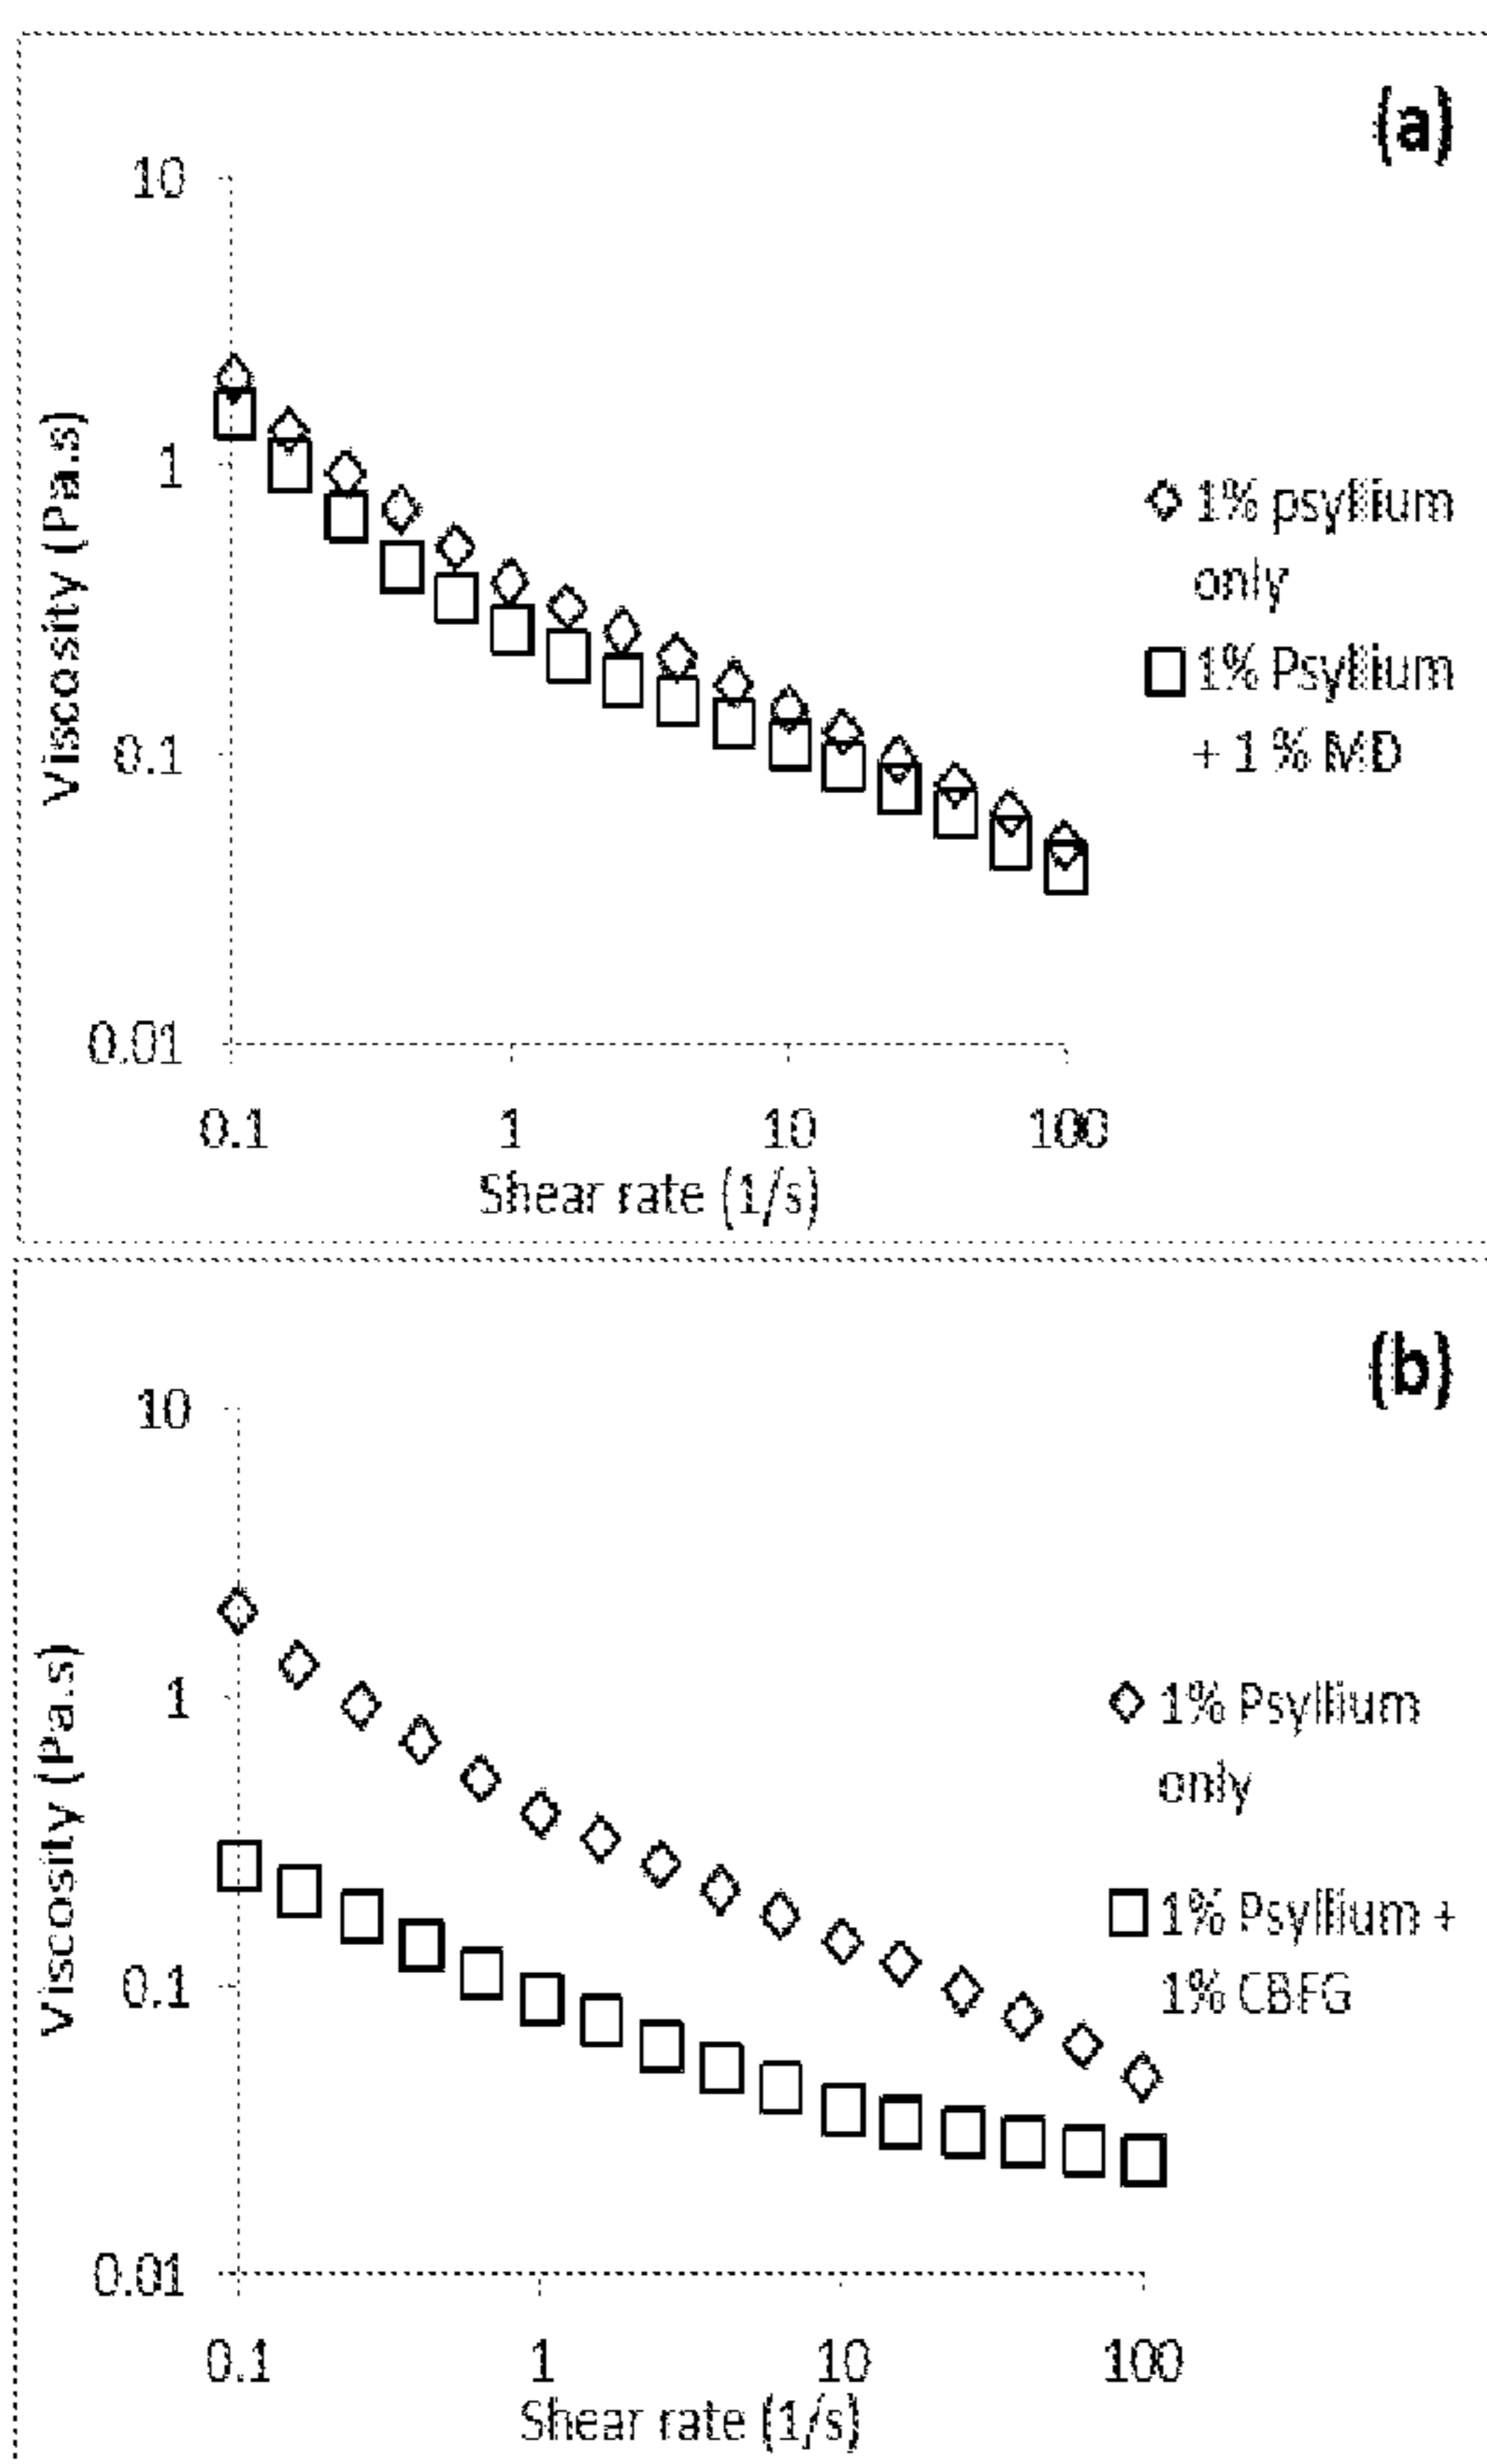 (a)
10
1
0.1
0.01
Viscosity (Pa.s)
0.1 1 10 100
Shear rate (1/s)
1% psyllium
only
1% Psyllium
+ 1 % MD
(b)
10
1
0.1
0.01
Viscosity (Pa.s)
0.1 1 10 100
Shear rate (1/s)
1% Psyllium
only
1% Psyllium +
1% CBFG